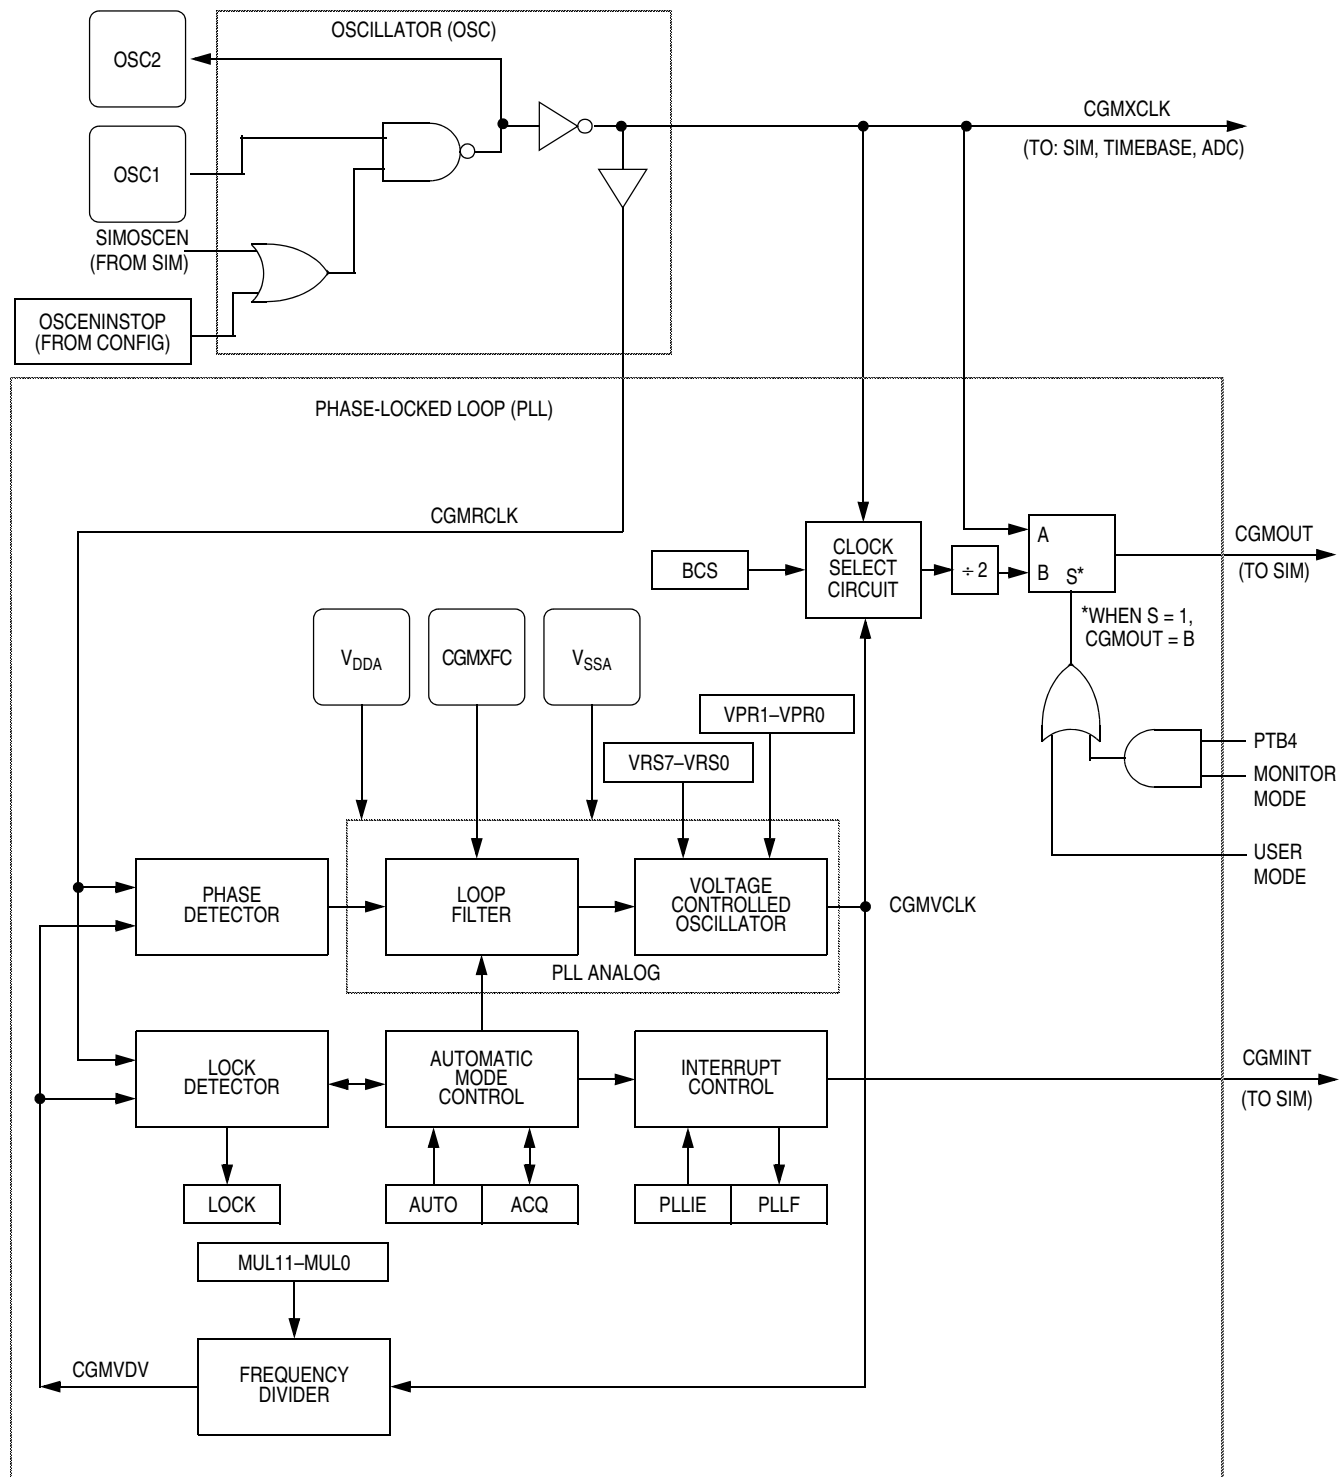 OSCILLATOR (OSC)
OSC2
OSC1
SIMOSCEN
(FROM SIM)
OSCENINSTOP
(FROM CONFIG)
CGMXCLK
(TO: SIM, TIMEBASE, ADC)
PHASE-LOCKED LOOP (PLL)
CGMRCLK
BCS
CLOCK
SELECT
CIRCUIT
÷ 2
A
B
S*
CGMOUT
(TO SIM)
*WHEN S = 1,
CGMOUT = B
VDDA
CGMXFC
VSSA
VPR1–VPR0
VRS7–VRS0
PTB4
MONITOR
MODE
USER
MODE
PHASE
DETECTOR
LOOP
FILTER
VOLTAGE
CONTROLLED
OSCILLATOR
CGMVCLK
PLL ANALOG
LOCK
DETECTOR
AUTOMATIC
MODE
CONTROL
INTERRUPT
CONTROL
CGMINT
(TO SIM)
LOCK
AUTO
ACQ
PLLIE
PLLF
MUL11–MUL0
CGMVDV
FREQUENCY
DIVIDER